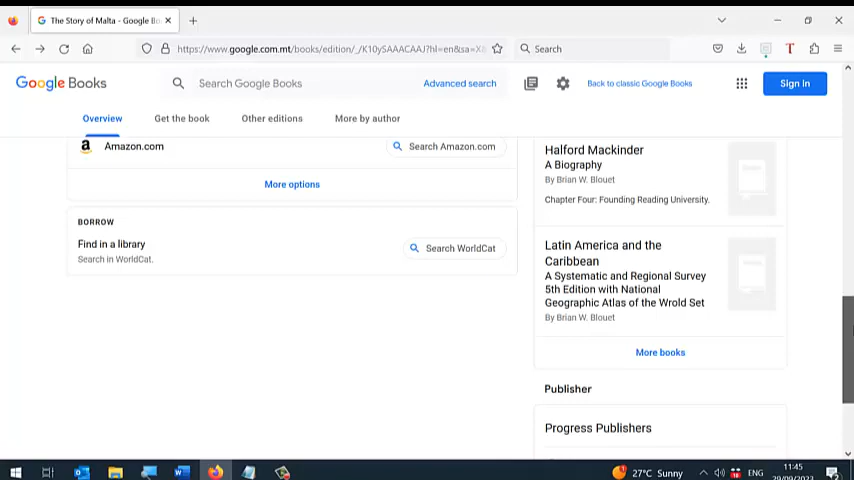 The Story of Malta - Google Bo
https://www.google.com.mt/books/edition/_/K10ySAAACAAJ?hl=en&sa=X&
Search
Google Books
Search Google Books
Advanced search
Back to classic Google Books
Sign in
Overview
Get the book
Other editions
More by author
Amazon.com
Search Amazon.com
More options
BORROW
Find in a library
Search in WorldCat.
Search WorldCat
Halford Mackinder
A Biography
By Brian W. Blouet
Chapter Four: Founding Reading University.
Latin America and the
Caribbean
A Systematic and Regional Survey
5th Edition with National
Geographic Atlas of the Wrold Set
By Brian W. Blouet
More books
Publisher
Progress Publishers
27°C Sunny
ENG
11:45
29/09/2023